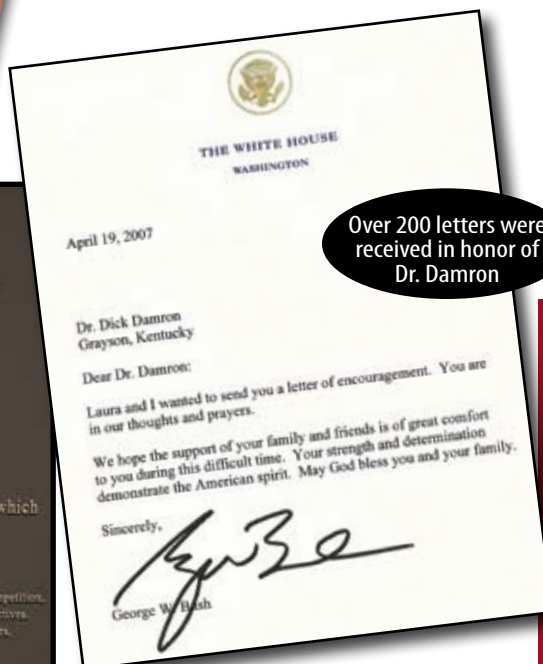 THE WHITE HOUSE
WASHINGTON
April 19, 2007
Over 200 letters were
received in honor of
Dr. Damron
Dr. Dick Damron
Grayson, Kentucky
Dear Dr. Damron:
Laura and I wanted to send you a letter of encouragement. You are
in our thoughts and prayers.
We hope the support of your family and friends is of great comfort
to you during this difficult time. Your strength and determination
demonstrate the American spirit. May God bless you and your family.
Sincerely,
George W. Bush
which